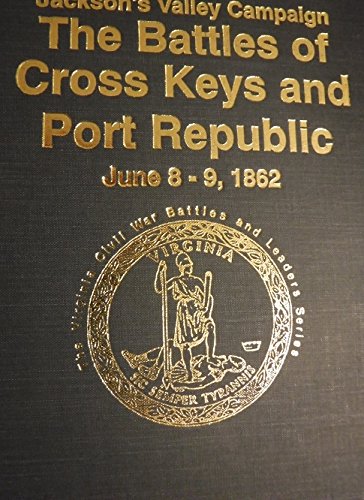 Jackson's Valley Campaign
The Battles of
Cross Keys and
Port Republic
June 8-9, 1862
The Virginia Civil War Battles and Leaders Series
VIRGINIA
SIC SEMPER TYRANNIS